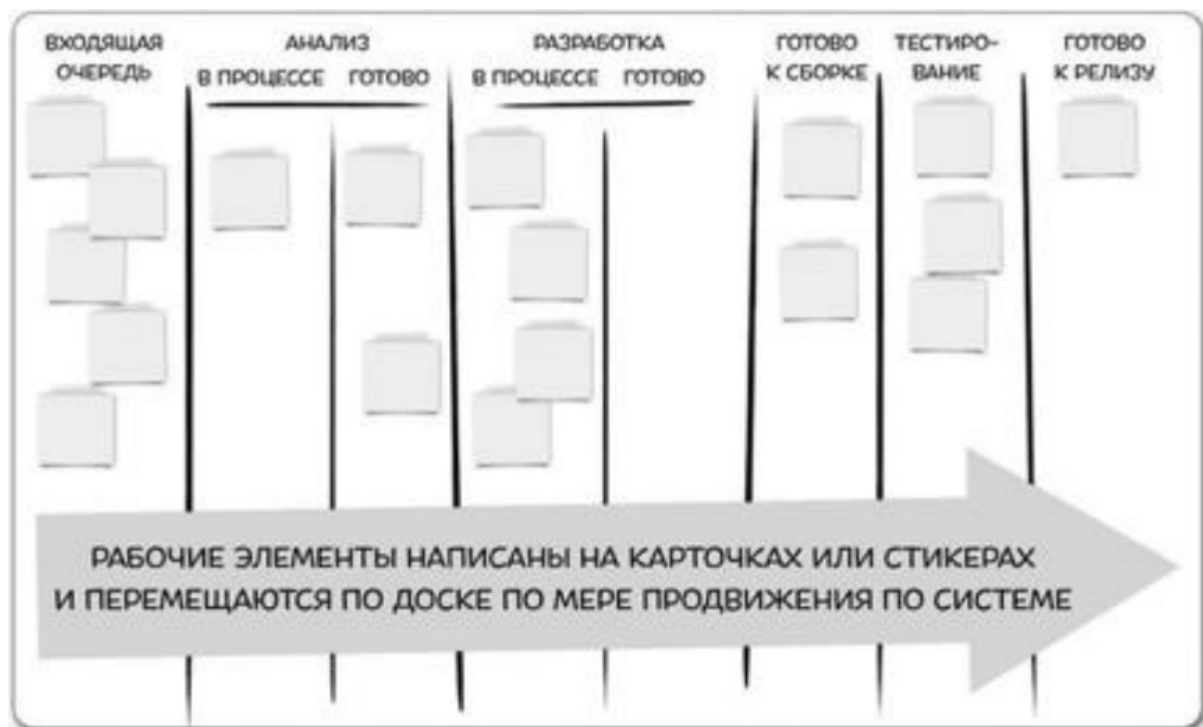 ВХОДЯЩАЯ
ОЧЕРЕДЬ
АНАЛИЗ
В ПРОЦЕССЕ ГОТОВО
РАЗРАБОТКА
В ПРОЦЕССЕ ГОТОВО
ГОТОВО
К СБОРКЕ
ТЕСТИРО-
ВАНИЕ
ГОТОВО
К РЕЛИЗУ
РАБОЧИЕ ЭЛЕМЕНТЫ НАПИСАНЫ НА КАРТОЧКАХ ИЛИ СТИКЕРАХ
И ПЕРЕМЕЩАЮТСЯ ПО ДОСКЕ ПО МЕРЕ ПРОДВИЖЕНИЯ ПО СИСТЕМЕ